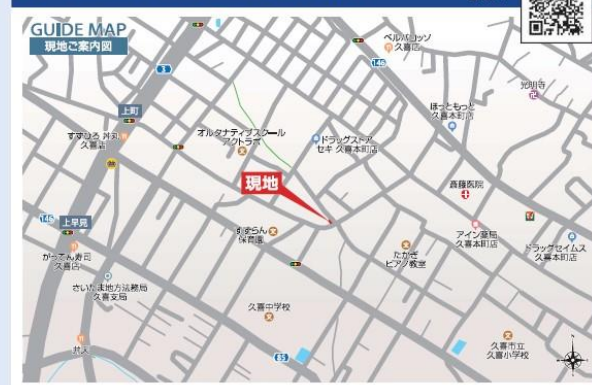 GUIDE MAP
現地ご案内図
ベルバコッソ
久喜店
3
146
光明寺
ほっともっと
久喜本町店
上町
すずひろ 丼丸
久喜店
オルタナティブスクール
アクトラボ
ドラッグストア
セキ 久喜本町店
現地
斎藤医院
146
上早見
すずらん
保育園
アイン薬局
久喜本町店
ドラッグセイムス
久喜本町店
がってん寿司
久喜店
たかぎ
ピアノ教室
さいたま地方法務局
久喜支局
久喜中学校
久喜市立
久喜小学校
85